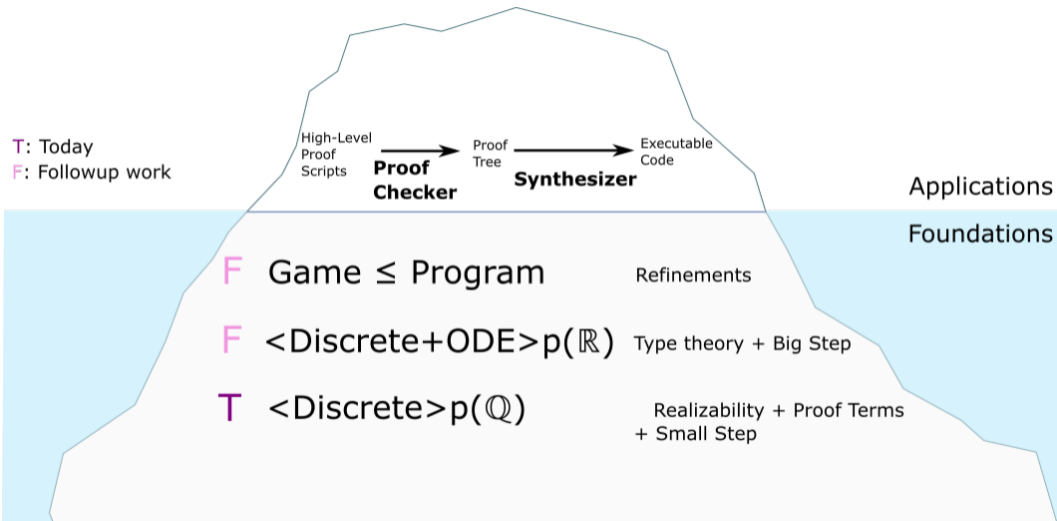 High-Level
Proof
Scripts
Proof
Checker
Proof
Tree
Synthesizer
Executable
Code
T: Today
F: Followup work
Applications
Foundations
F Game ≤ Program Refinements
F <Discrete+ODE>p(ℝ) Type theory + Big Step
T <Discrete>p(ℚ) Realizability + Proof Terms
+ Small Step